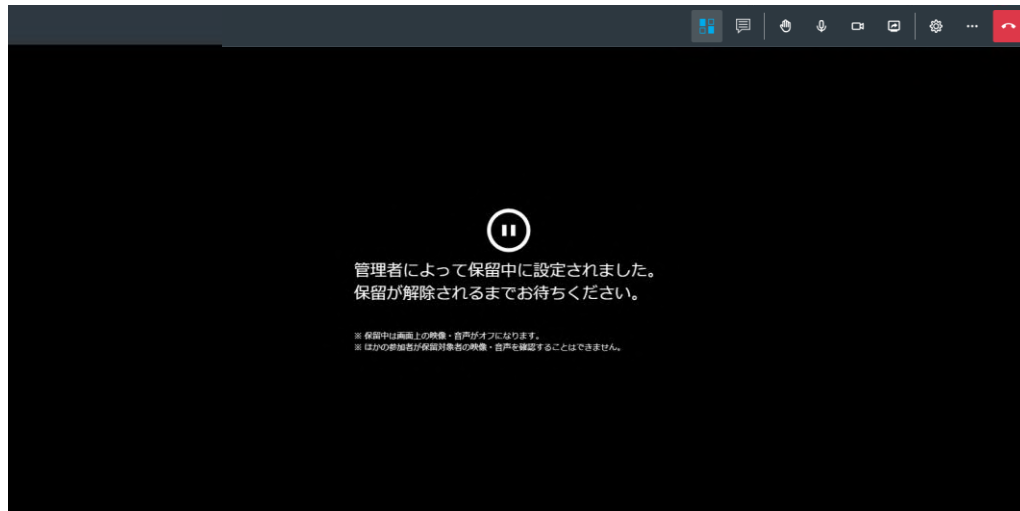 管理者によって保留中に設定されました。
保留が解除されるまでお待ちください。
※ 保留中は画面上の映像・音声がオフになります。
※ ほかの参加者が保留対象者の映像・音声を確認することはできません。